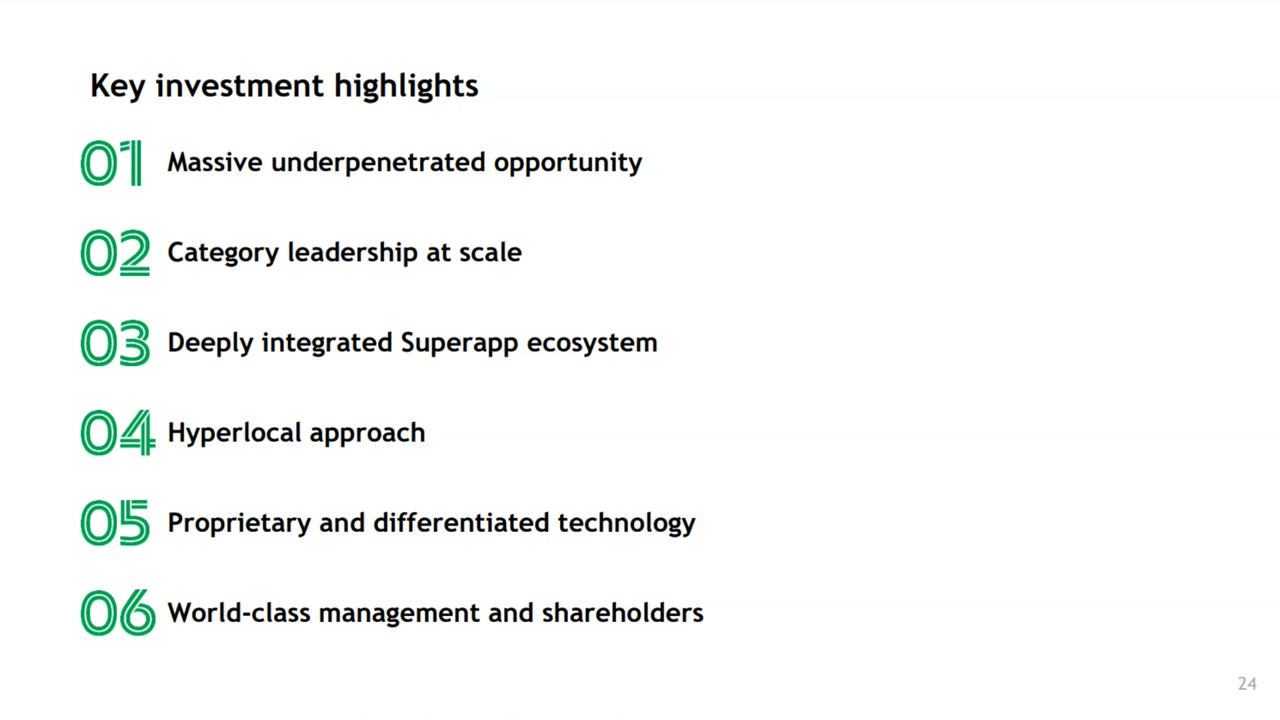 Key investment highlights
01 Massive underpenetrated opportunity
02 Category leadership at scale
03 Deeply integrated Superapp ecosystem
04 Hyperlocal approach
05 Proprietary and differentiated technology
06 World-class management and shareholders
24